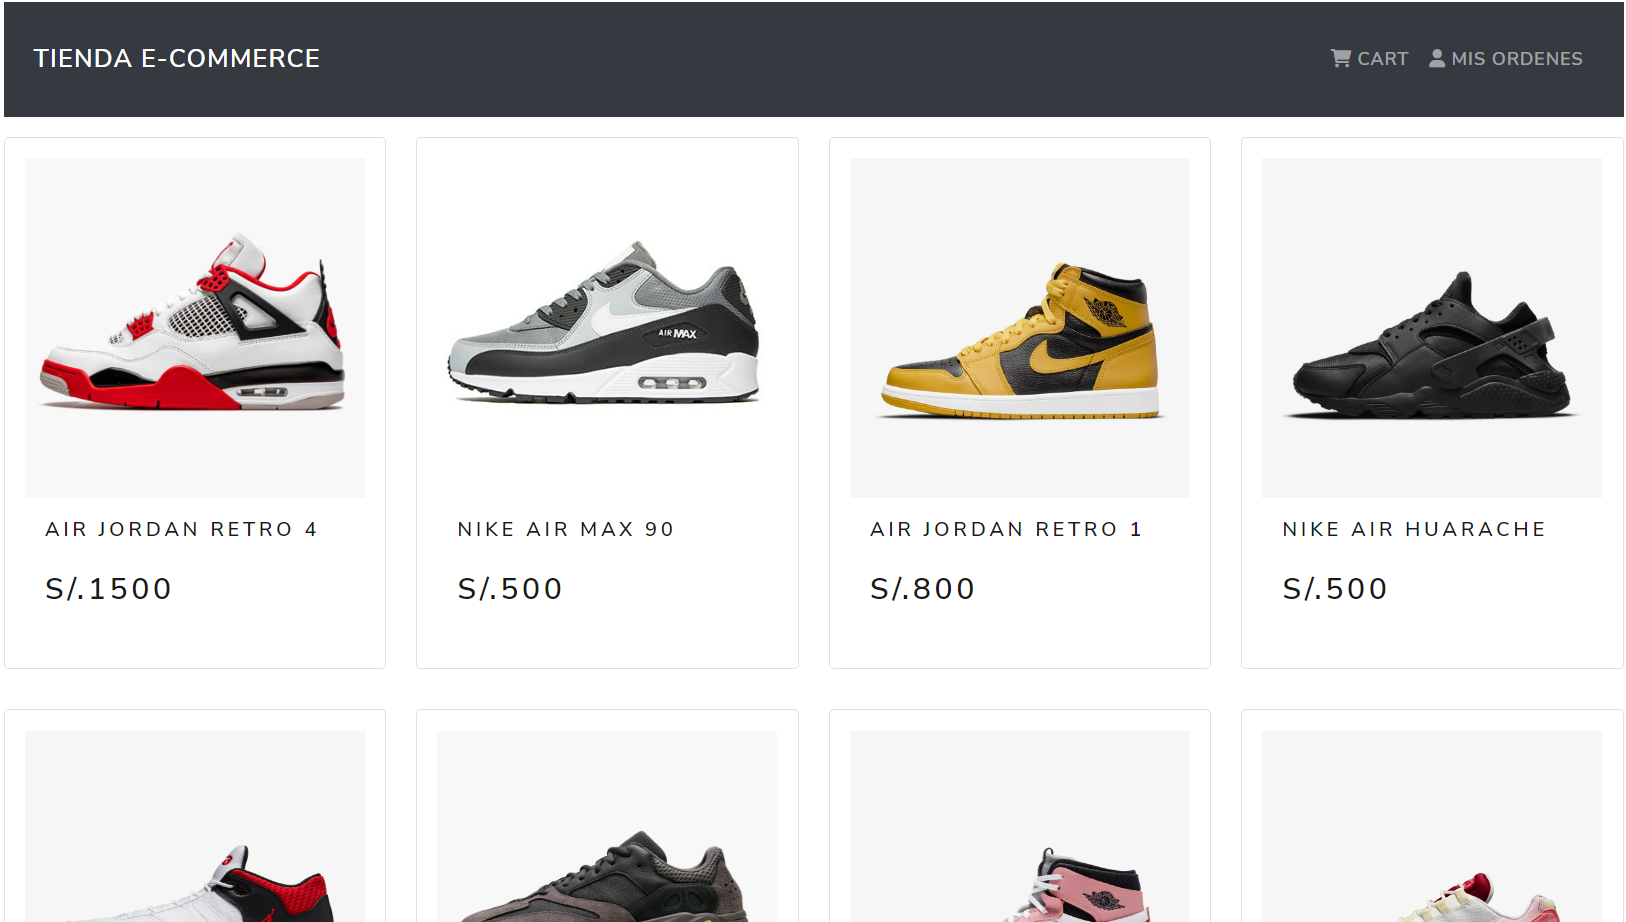 TIENDA E-COMMERCE
CART
MIS ORDENES
AIR MAX
AIR JORDAN RETRO 4
S/.1500
NIKE AIR MAX 90
S/.500
AIR JORDAN RETRO 1
S/.800
NIKE AIR HUARACHE
S/.500